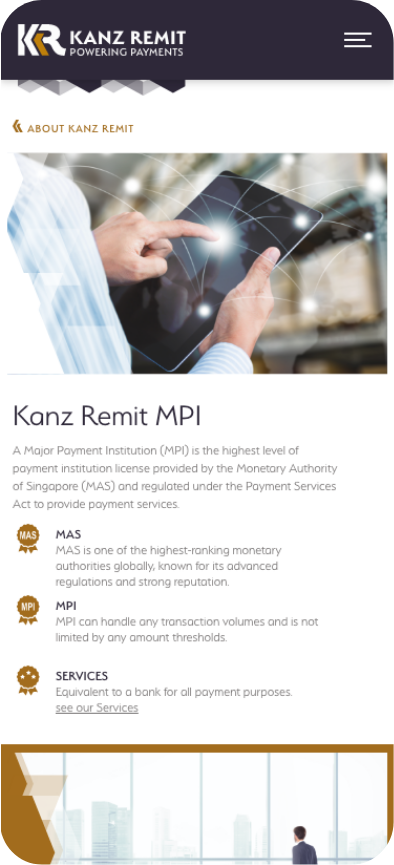 KR KANZ REMIT
POWERING PAYMENTS
ABOUT KANZ REMIT
Kanz Remit MPI
A Major Payment Institution (MPI) is the highest level of
payment institution license provided by the Monetary Authority
of Singapore (MAS) and regulated under the Payment Services
Act to provide payment services.
MAS
MAS
MAS is one of the highest-ranking monetary
authorities globally, known for its advanced
regulations and strong reputation.
MPI
MPI
MPI can handle any transaction volumes and is not
limited by any amount thresholds.
SERVICES
Equivalent to a bank for all payment purposes.
see our Services